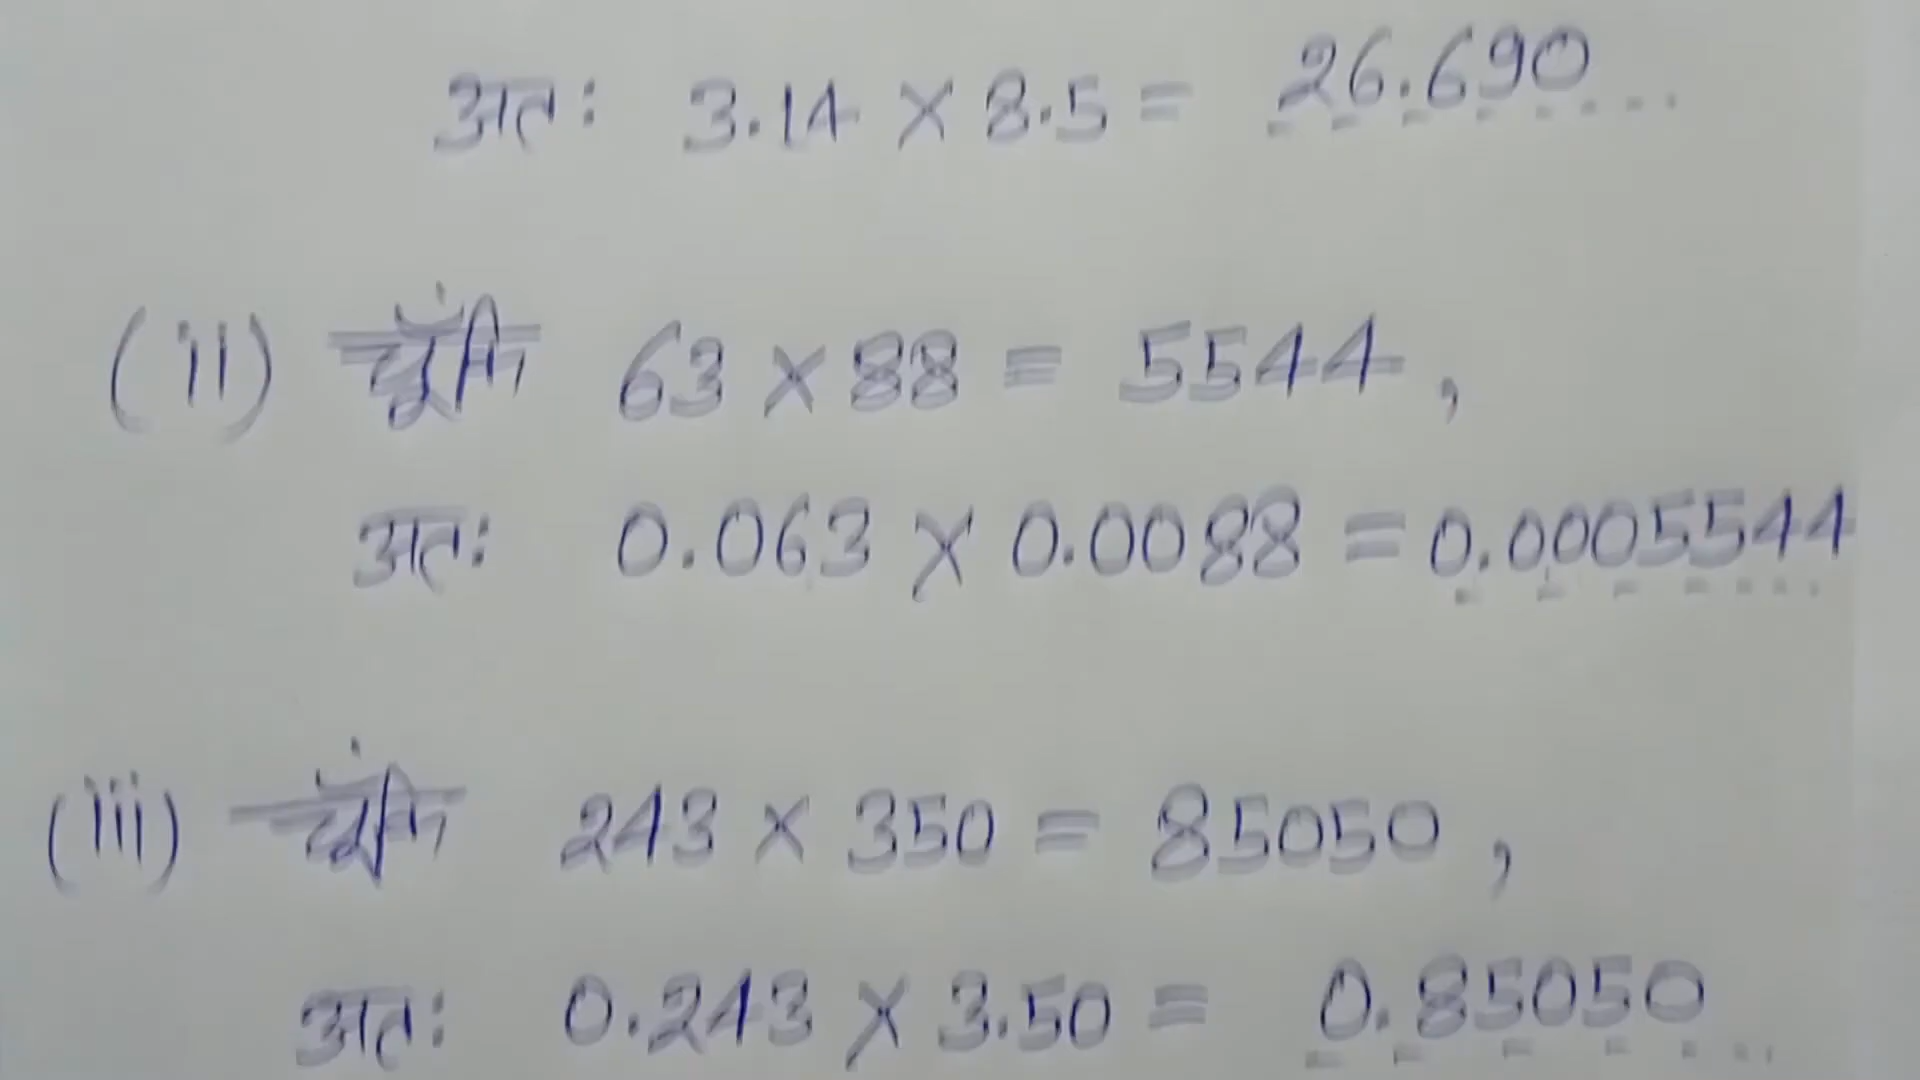 अतः 3.14 × 8.5 = 26.690
(ii) चूंकि 63 × 88 = 5544,
अतः 0.063 × 0.0088 = 0.0005544
(iii) चूंकि 243 × 350 = 85050,
अतः 0.243 × 3.50 = 0.85050